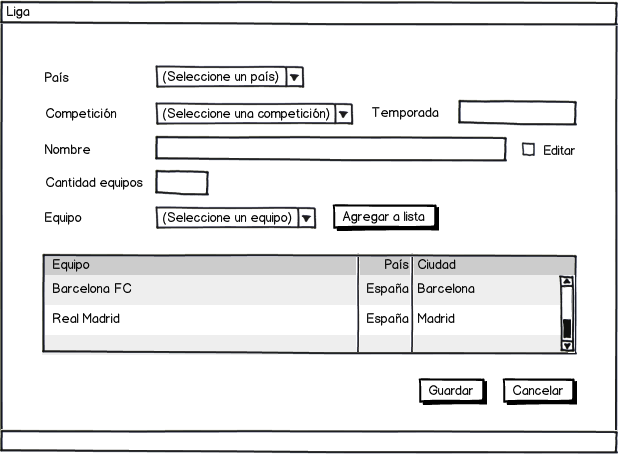 Liga
País (Seleccione un país)
Competición (Seleccione una competición) Temporada
Nombre Editar
Cantidad equipos
Equipo (Seleccione un equipo) Agregar a lista
Equipo País Ciudad
Barcelona FC España Barcelona
Real Madrid España Madrid
Guardar Cancelar